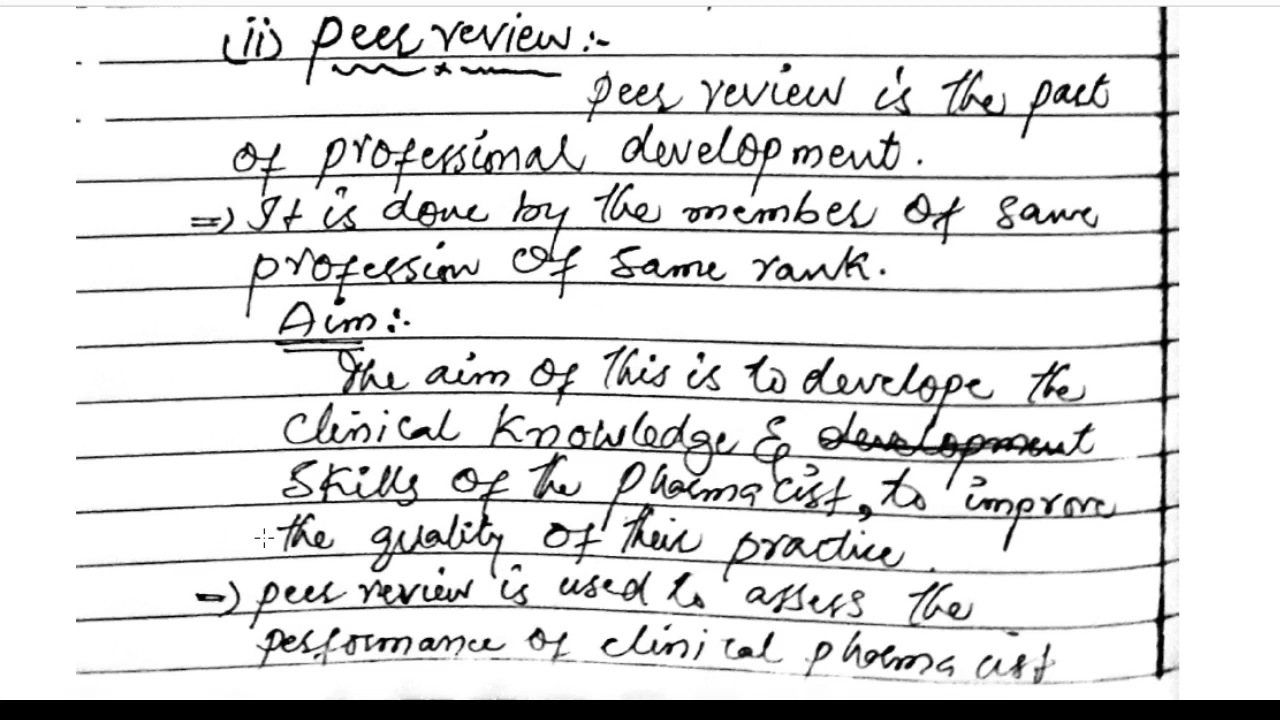 (ii) peer review :-
peer review is the part
of professional development.
=> It is done by the member of same
profession of same rank.
Aim :-
The aim of this is to develope the
clinical knowledge & development
skills of the pharmacist, to improve
the quality of their practice.
=> peer review is used to assess the
performance of clinical pharmacist